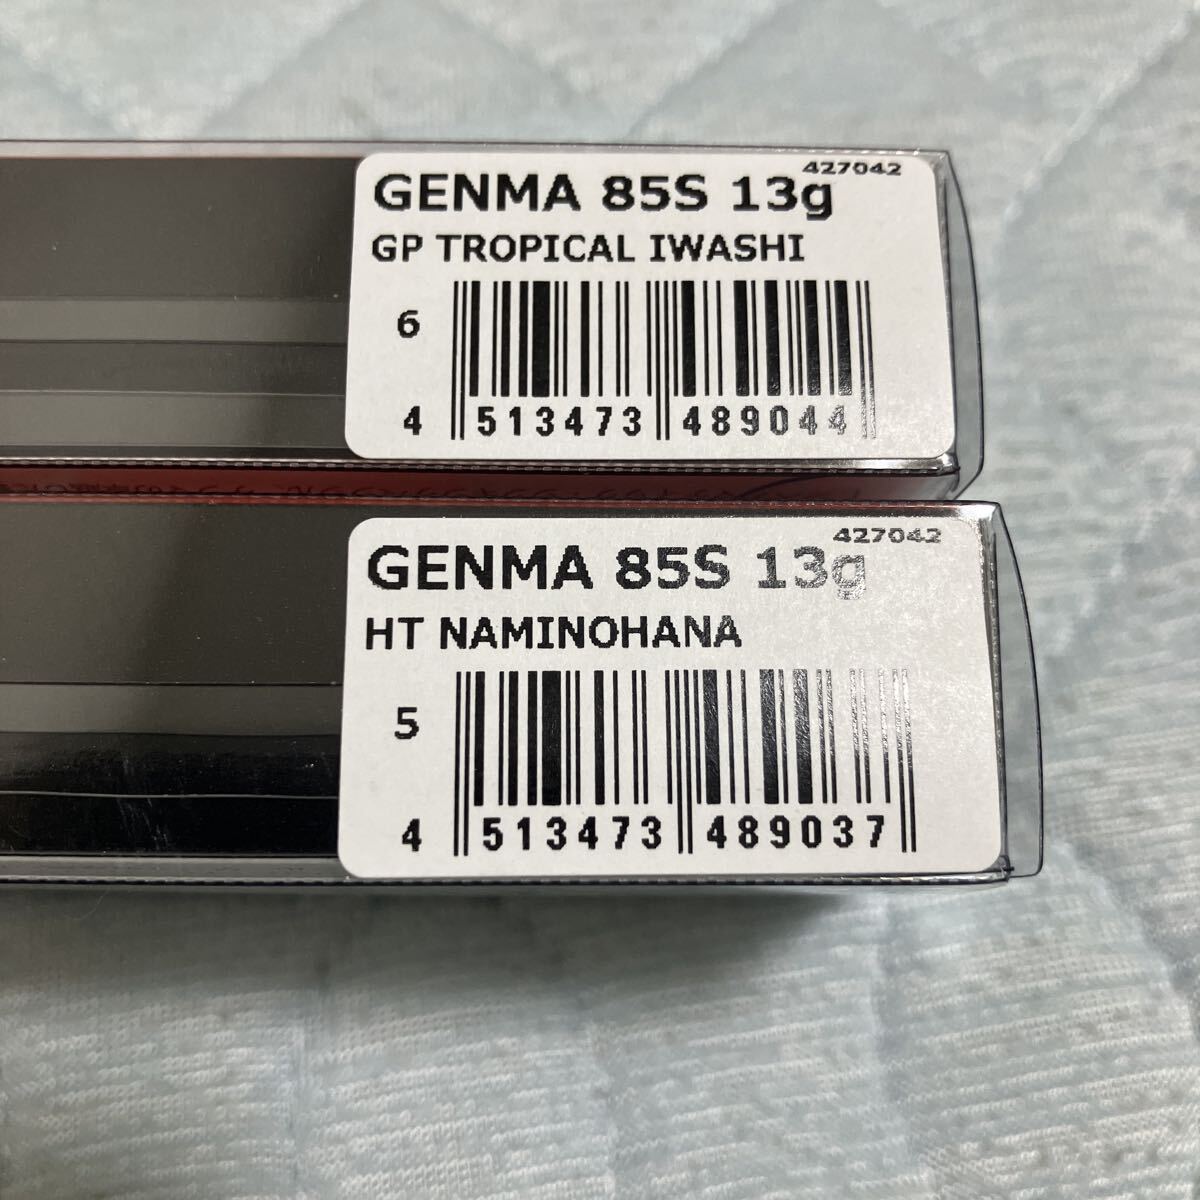 427042
GENMA 85S 13g
GP TROPICAL IWASHI
6
4 513473 489044
427042
GENMA 85S 13g
HT NAMINOHANA
5
4 513473 489037